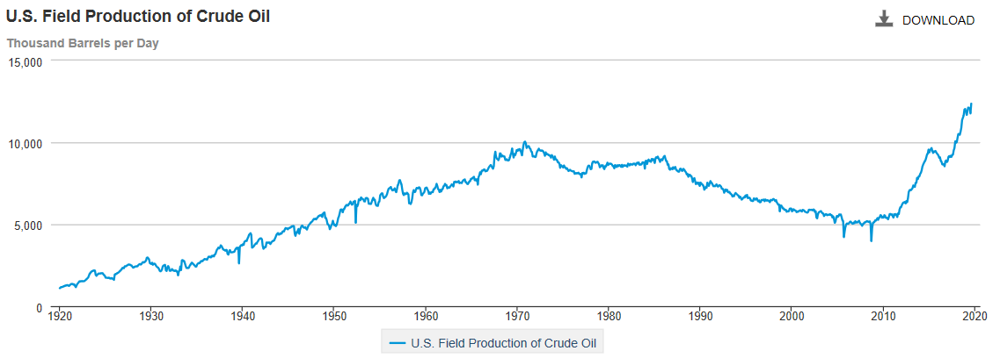 U.S. Field Production of Crude Oil
DOWNLOAD
Thousand Barrels per Day
15,000
10,000
5,000
0
1920 1930 1940 1950 1960 1970 1980 1990 2000 2010 2020
U.S. Field Production of Crude Oil